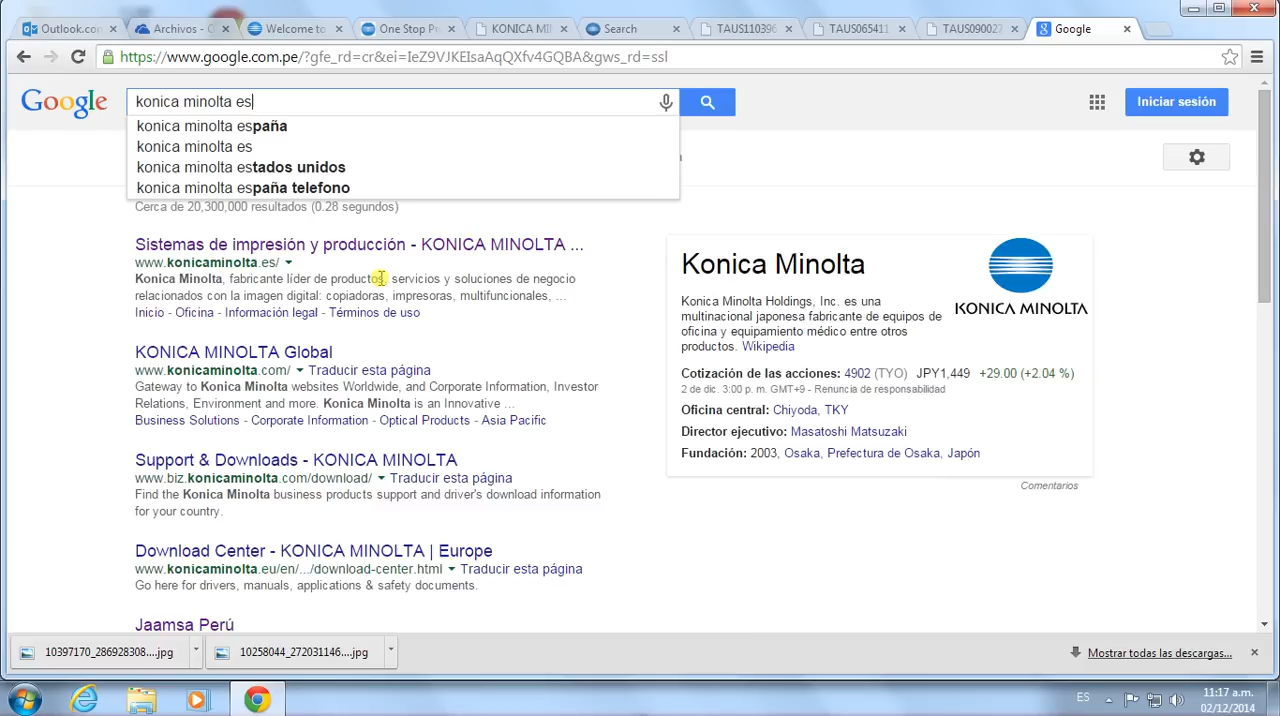 Outlook.com
Archivos - O
Welcome to
One Stop P
KONICA MI
Search
TAUS110396
TAUS065411
TAUS090027
Google
https://www.google.com.pe/?gfe_rd=cr&ei=IeZ9VJKEIsaAqQXfv4GQBA&gws_rd=ssl
Google
konica minolta es
Iniciar sesión
konica minolta españa
konica minolta es
konica minolta estados unidos
konica minolta españa telefono
Cerca de 20,300,000 resultados (0.28 segundos)
Sistemas de impresión y producción - KONICA MINOLTA ...
www.konicaminolta.es/
Konica Minolta, fabricante líder de productos, servicios y soluciones de negocio
relacionados con la imagen digital: copiadoras, impresoras, multifuncionales, ...
Inicio - Oficina - Información legal - Términos de uso
KONICA MINOLTA Global
www.konicaminolta.com/ Traducir esta página
Gateway to Konica Minolta websites Worldwide, and Corporate Information, Investor
Relations, Environment and more. Konica Minolta is an Innovative ...
Business Solutions - Corporate Information - Optical Products - Asia Pacific
Support & Downloads - KONICA MINOLTA
www.biz.konicaminolta.com/download/ Traducir esta página
Find the Konica Minolta business products support and driver's download information
for your country.
Download Center - KONICA MINOLTA | Europe
www.konicaminolta.eu/en/.../download-center.html Traducir esta página
Go here for drivers, manuals, applications & safety documents.
Jaamsa Perú
Konica Minolta
KONICA MINOLTA
Konica Minolta Holdings, Inc. es una
multinacional japonesa fabricante de equipos de
oficina y equipamiento médico entre otros
productos. Wikipedia
Cotización de las acciones: 4902 (TYO) JPY1,449 +29.00 (+2.04 %)
2 de dic. 3:00 p. m. GMT+9 - Renuncia de responsabilidad
Oficina central: Chiyoda, TKY
Director ejecutivo: Masatoshi Matsuzaki
Fundación: 2003, Osaka, Prefectura de Osaka, Japón
Comentarios
10397170_286928308....jpg
10258044_272031146....jpg
Mostrar todas las descargas...
ES
11:17 a.m.
02/12/2014